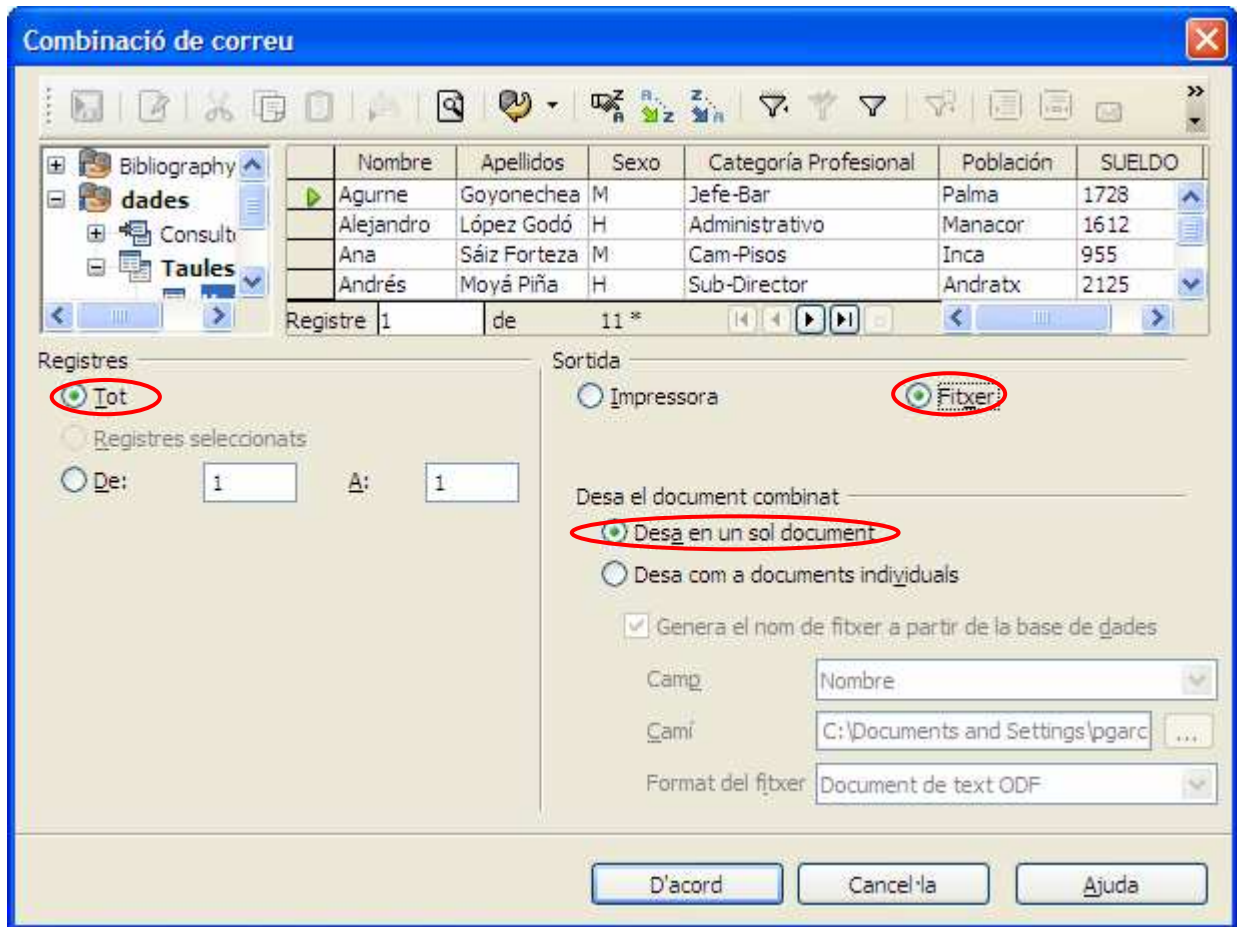 Combinació de correu
Bibliography
dades
Taules
Nombre Apellidos Sexo Categoría Profesional Población SUELDO
Agurne Goyonechea M Jefe-Bar Palma 1728
Alejandro López Godó H Administrativo Manacor 1612
Ana Sáiz Forteza M Cam-Pisos Inca 955
Andrés Moyá Piña H Sub-Director Andratx 2125
Registre 1 de 11 *
Registres
Tot
Registres seleccionats
De: 1 A: 1
Sortida
Impressora Fitxer
Desa el document combinat
Desa en un sol document
Desa com a documents individuals
Genera el nom de fitxer a partir de la base de dades
Camp Nombre
Camí C:\Documents and Settings\pgarc ...
Format del fitxer Document de text ODF
D'acord Cancel·la Ajuda